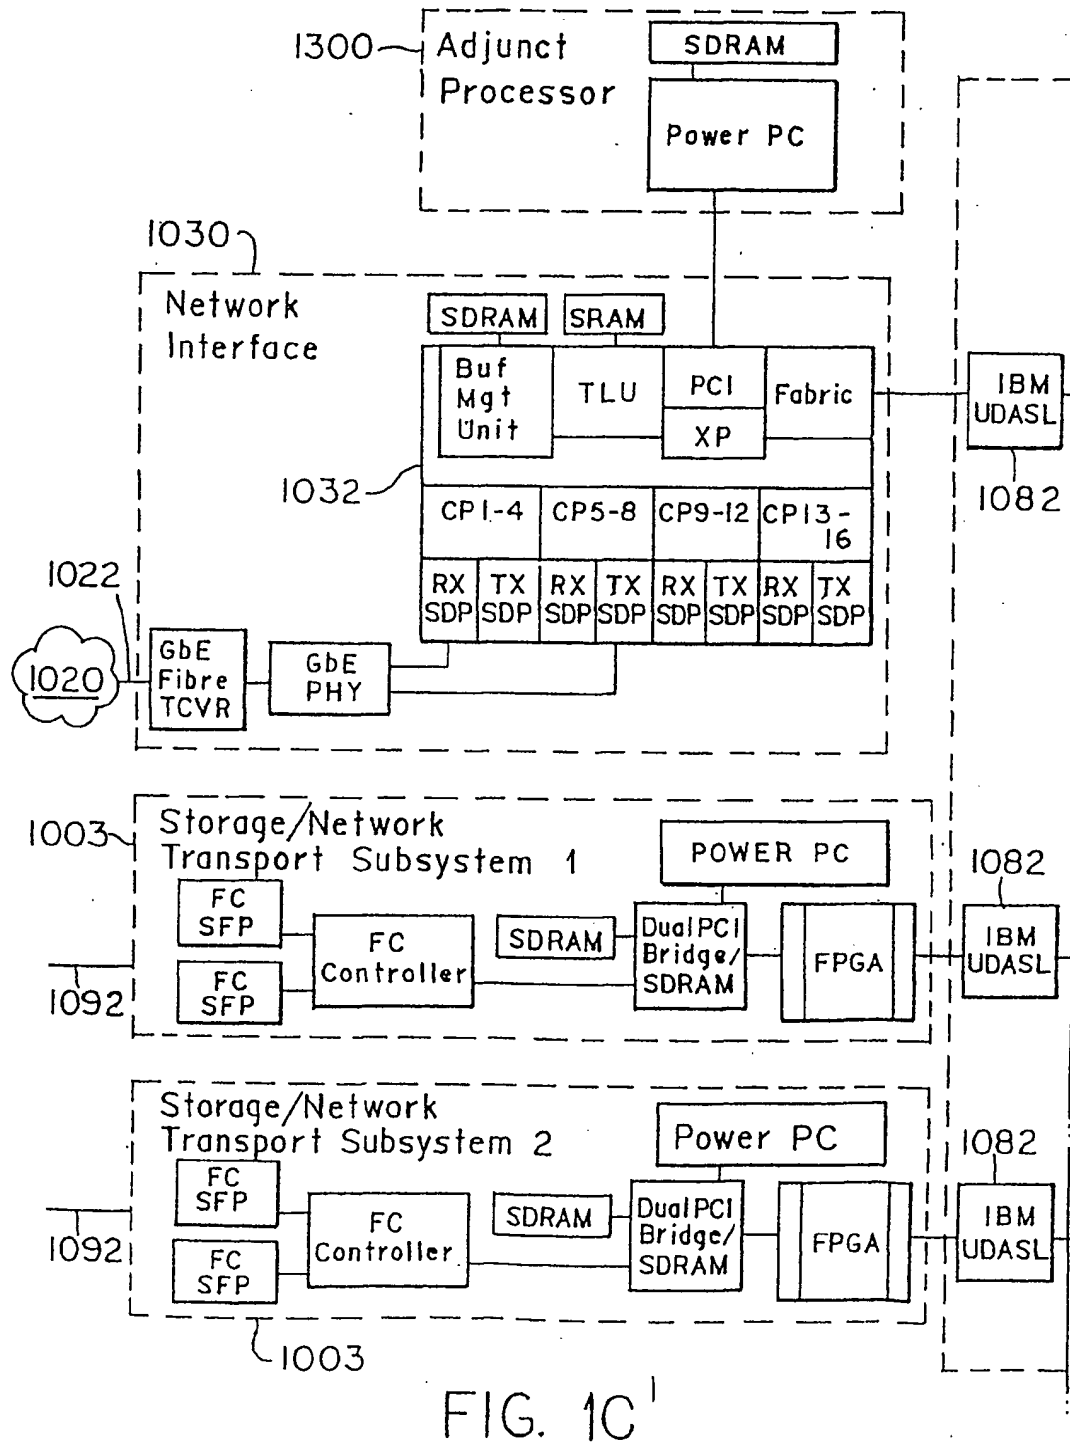 1300
Adjunct
Processor
SDRAM
Power PC
1030
Network
Interface
SDRAM
SRAM
Buf
Mgt
Unit
TLU
PCI
XP
Fabric
IBM
UDASL
1082
1032
CP1-4
CP5-8
CP9-12
CP13-
16
RX
SDP
TX
SDP
RX
SDP
TX
SDP
RX
SDP
TX
SDP
RX
SDP
TX
SDP
1022
1020
GbE
Fibre
TCVR
GbE
PHY
1003
Storage/Network
Transport Subsystem 1
POWER PC
FC
SFP
FC
SFP
FC
Controller
SDRAM
Dual PCI
Bridge/
SDRAM
FPGA
1082
IBM
UDASL
1092
Storage/Network
Transport Subsystem 2
Power PC
FC
SFP
FC
SFP
FC
Controller
SDRAM
Dual PCI
Bridge/
SDRAM
FPGA
1082
IBM
UDASL
1092
1003
FIG. 1C'